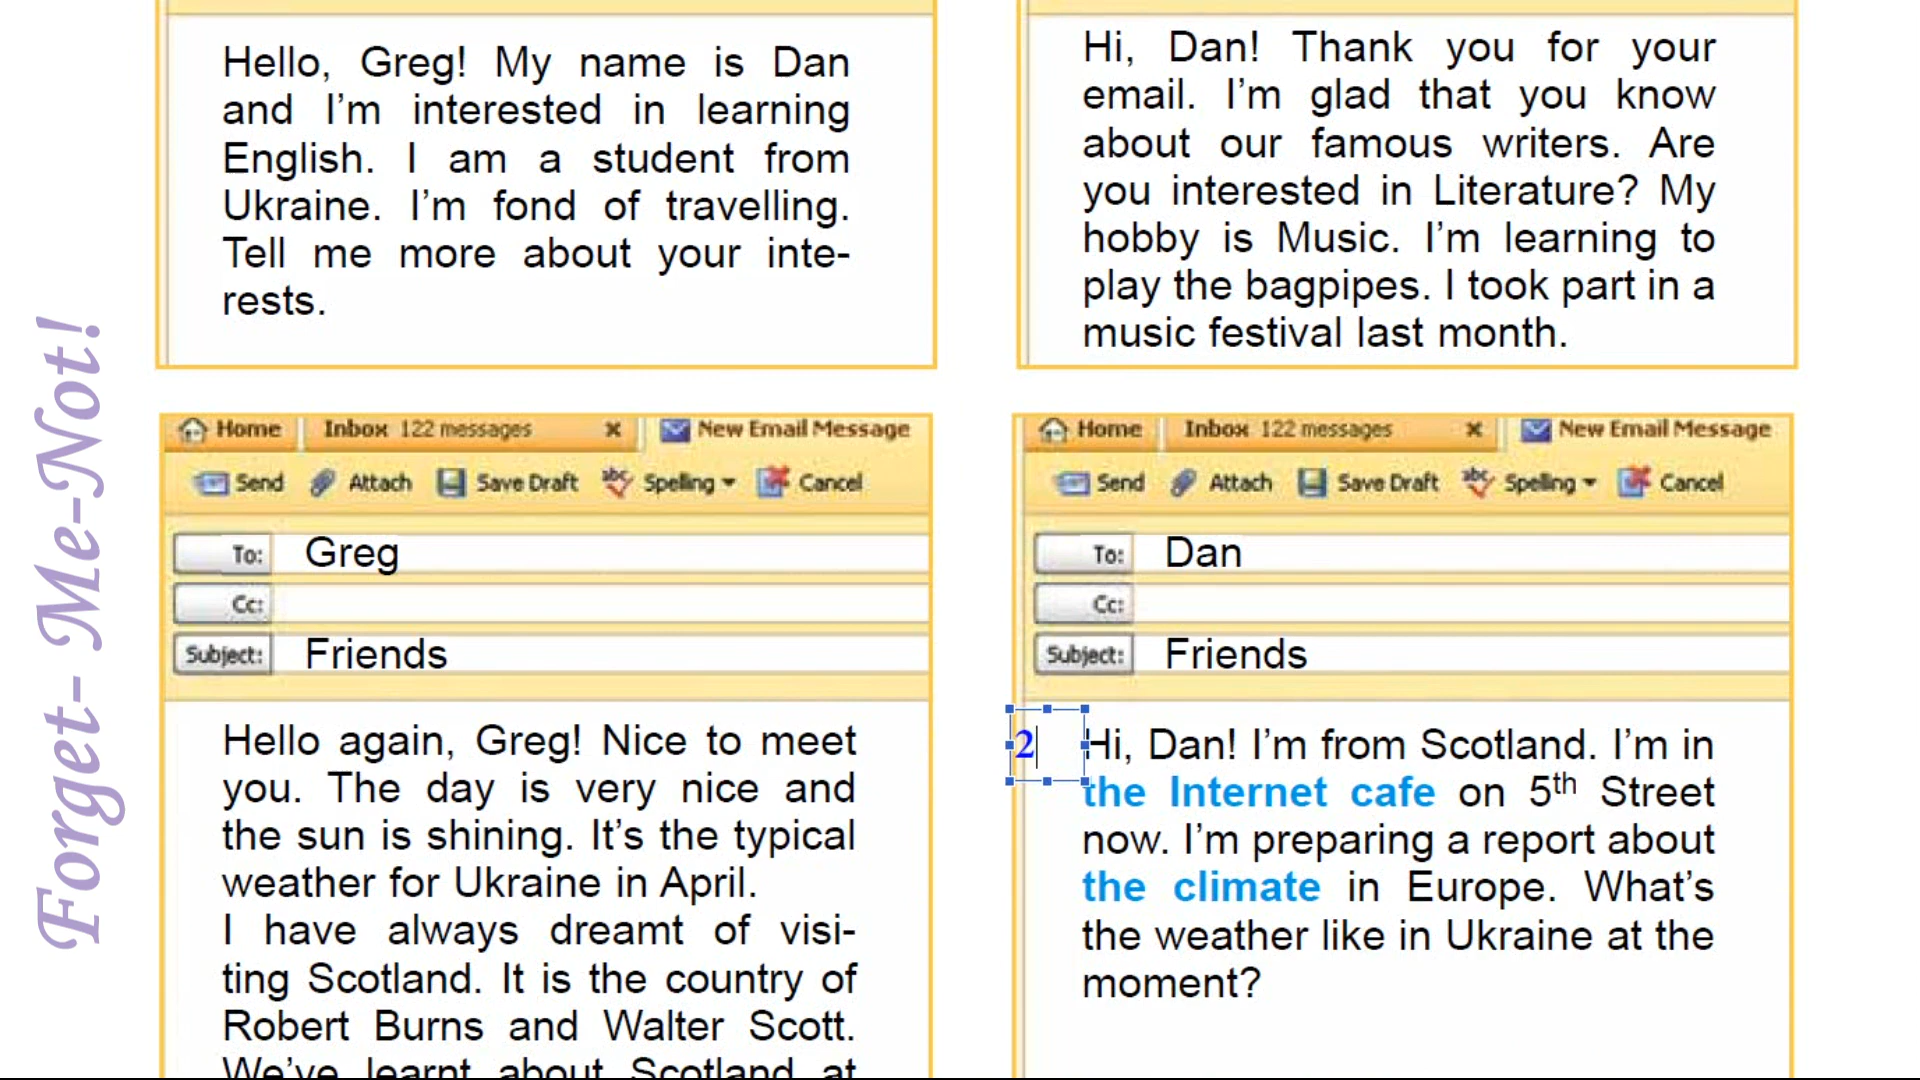 Forget- Me-Not!
Hello, Greg! My name is Dan
and I'm interested in learning
English. I am a student from
Ukraine. I'm fond of travelling.
Tell me more about your inte-
rests.
Hi, Dan! Thank you for your
email. I'm glad that you know
about our famous writers. Are
you interested in Literature? My
hobby is Music. I'm learning to
play the bagpipes. I took part in a
music festival last month.
Home Inbox 122 messages x New Email Message
Send Attach Save Draft abc Spelling Cancel
To: Greg
Cc:
Subject: Friends
Hello again, Greg! Nice to meet
you. The day is very nice and
the sun is shining. It's the typical
weather for Ukraine in April.
I have always dreamt of visi-
ting Scotland. It is the country of
Robert Burns and Walter Scott.
We've learnt about Scotland at
Home Inbox 122 messages x New Email Message
Send Attach Save Draft abc Spelling Cancel
To: Dan
Cc:
Subject: Friends
2 Hi, Dan! I'm from Scotland. I'm in
the Internet cafe on 5th Street
now. I'm preparing a report about
the climate in Europe. What's
the weather like in Ukraine at the
moment?